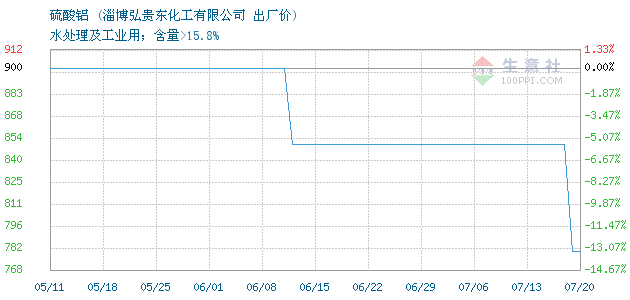 硫酸铝 (淄博弘贵东化工有限公司 出厂价)
水处理及工业用; 含量>15.8%
912 1.33%
900 0.00%
883 -1.87%
868 -3.47%
854 -5.07%
840 -6.67%
825 -8.27%
811 -9.87%
796 -11.47%
782 -13.07%
768 -14.67%
生意社
100PPI.COM
05/11 05/18 05/25 06/01 06/08 06/15 06/22 06/29 07/06 07/13 07/20